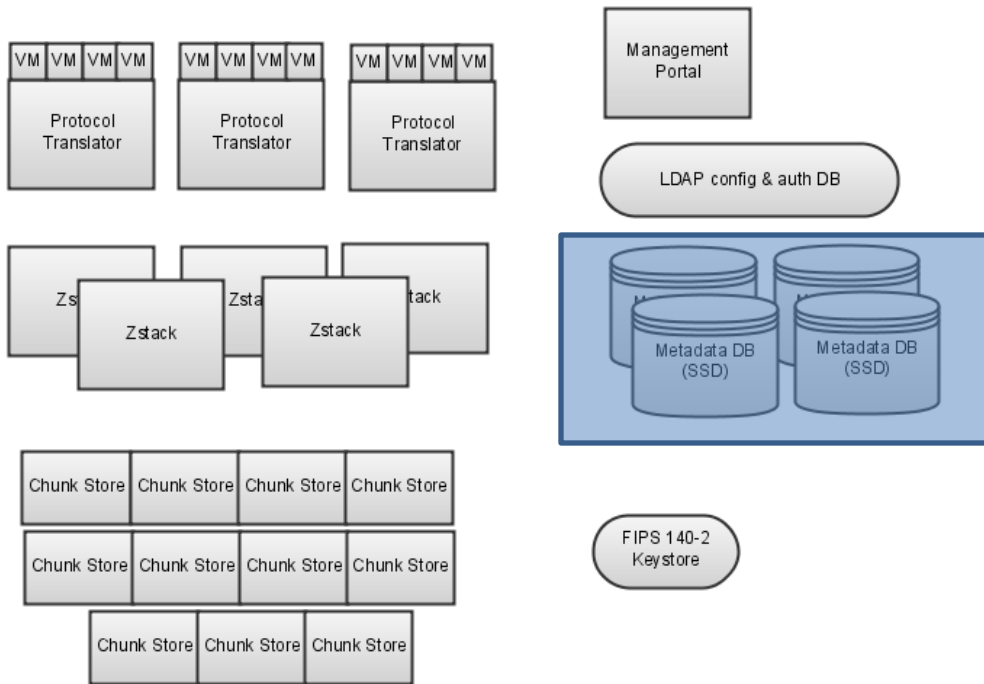 VM VM VM VM
Protocol
Translator
VM VM VM VM
Protocol
Translator
VM VM VM VM
Protocol
Translator
Management
Portal
LDAP config & auth DB
Zstack
Zstack
Metadata DB
(SSD)
Metadata DB
(SSD)
Chunk Store Chunk Store Chunk Store Chunk Store
Chunk Store Chunk Store Chunk Store Chunk Store
Chunk Store Chunk Store Chunk Store
FIPS 140-2
Keystore